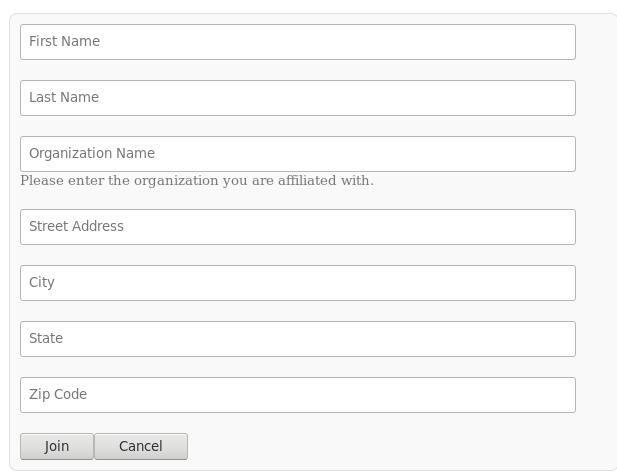 First Name
Last Name
Organization Name
Please enter the organization you are affiliated with.
Street Address
City
State
Zip Code
Join Cancel